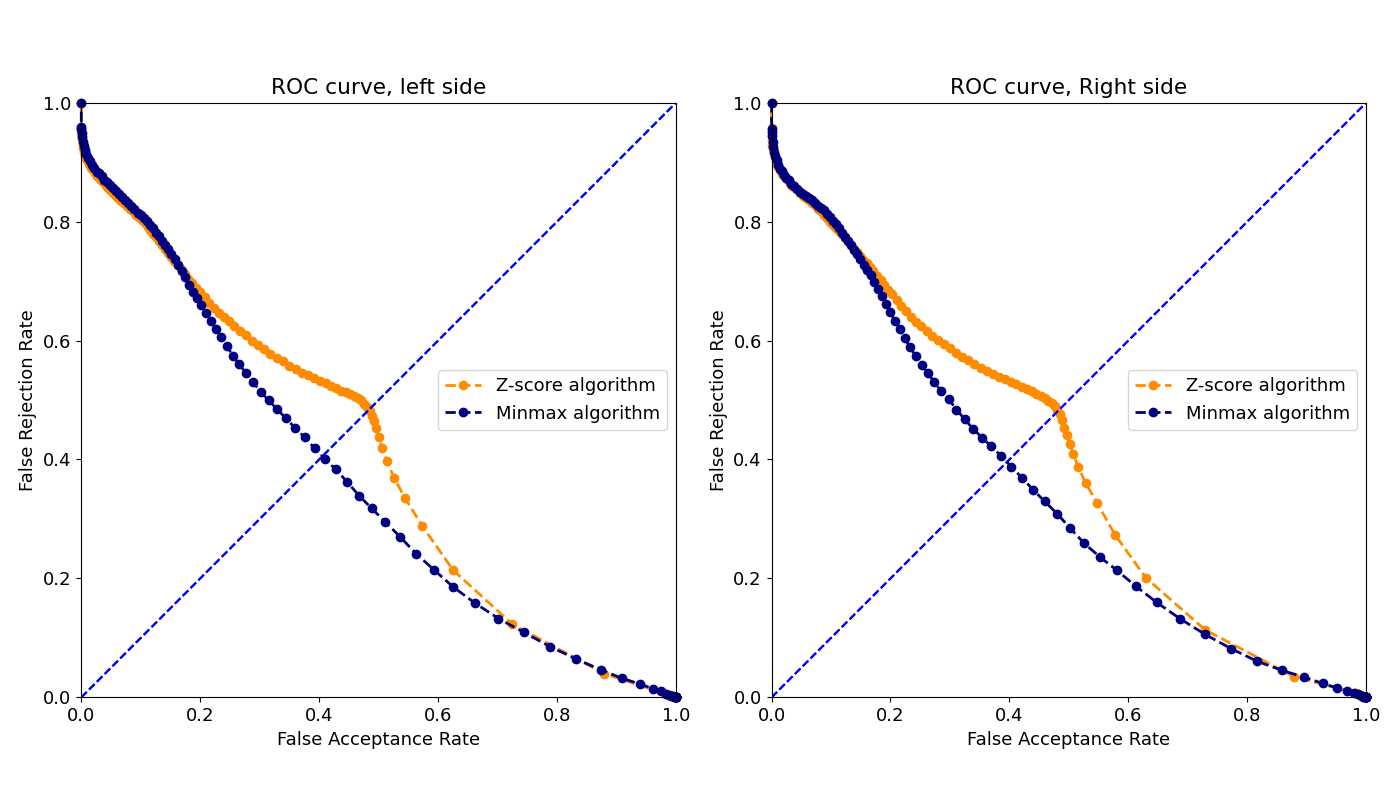 ROC curve, left side
1.0
0.8
0.6
0.4
0.2
0.0
False Rejection Rate
Z-score algorithm
Minmax algorithm
0.0 0.2 0.4 0.6 0.8 1.0
False Acceptance Rate
ROC curve, Right side
1.0
0.8
0.6
0.4
0.2
0.0
False Rejection Rate
Z-score algorithm
Minmax algorithm
0.0 0.2 0.4 0.6 0.8 1.0
False Acceptance Rate